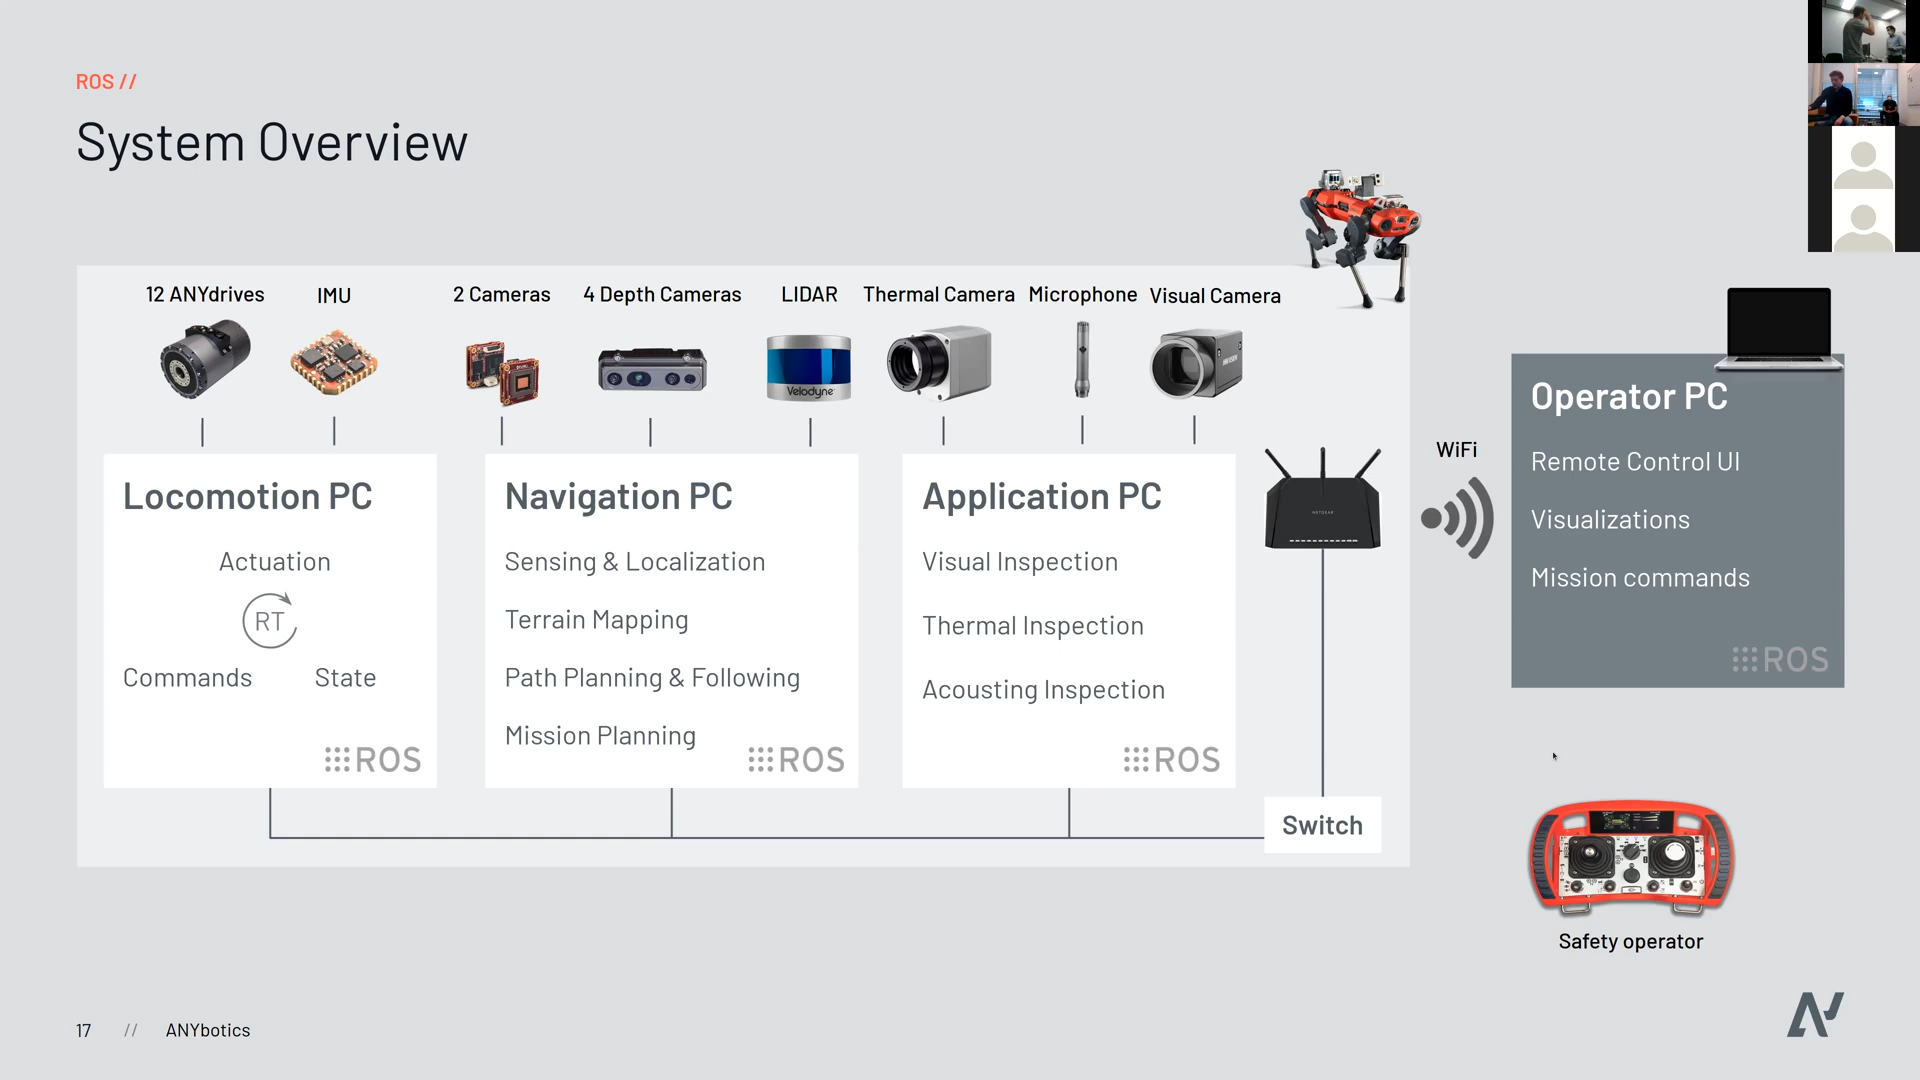 ROS //
System Overview
12 ANYdrives
IMU
2 Cameras
4 Depth Cameras
LIDAR
Thermal Camera
Microphone
Visual Camera
Velodyne
Locomotion PC
Actuation
RT
Commands
State
ROS
Navigation PC
Sensing & Localization
Terrain Mapping
Path Planning & Following
Mission Planning
ROS
Application PC
Visual Inspection
Thermal Inspection
Acousting Inspection
ROS
NETGEAR
Switch
WiFi
Operator PC
Remote Control UI
Visualizations
Mission commands
ROS
Safety operator
17 // ANYbotics